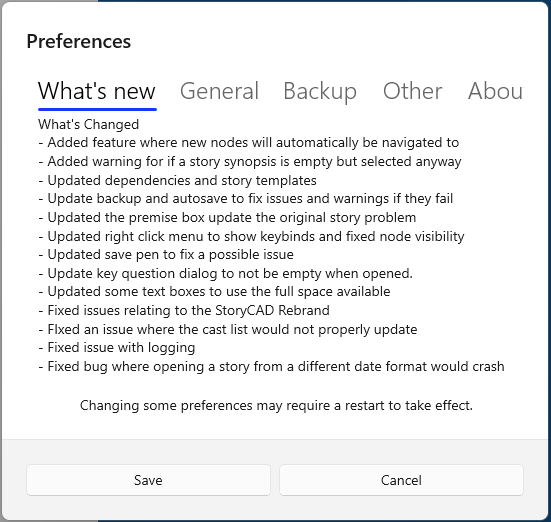 Preferences
What's new General Backup Other Abou
What's Changed
- Added feature where new nodes will automatically be navigated to
- Added warning for if a story synopsis is empty but selected anyway
- Updated dependencies and story templates
- Update backup and autosave to fix issues and warnings if they fail
- Updated the premise box update the original story problem
- Updated right click menu to show keybinds and fixed node visibility
- Updated save pen to fix a possible issue
- Update key question dialog to not be empty when opened.
- Updated some text boxes to use the full space available
- Fixed issues relating to the StoryCAD Rebrand
- FIxed an issue where the cast list would not properly update
- Fixed issue with logging
- Fixed bug where opening a story from a different date format would crash
Changing some preferences may require a restart to take effect.
Save Cancel